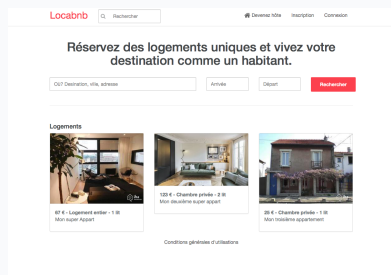 Locabnb
Rechercher
Devenez hôte
Inscription
Connexion
Réservez des logements uniques et vivez votre
destination comme un habitant.
Où? Destination, ville, adresse
Arrivée
Départ
Rechercher
Logements
97 € - Logement entier - 1 lit
Mon super Appart
123 € - Chambre privée - 2 lit
Mon deuxième super appart
25 € - Chambre privée - 1 lit
Mon troisième appartement
Conditions générales d'utilisations